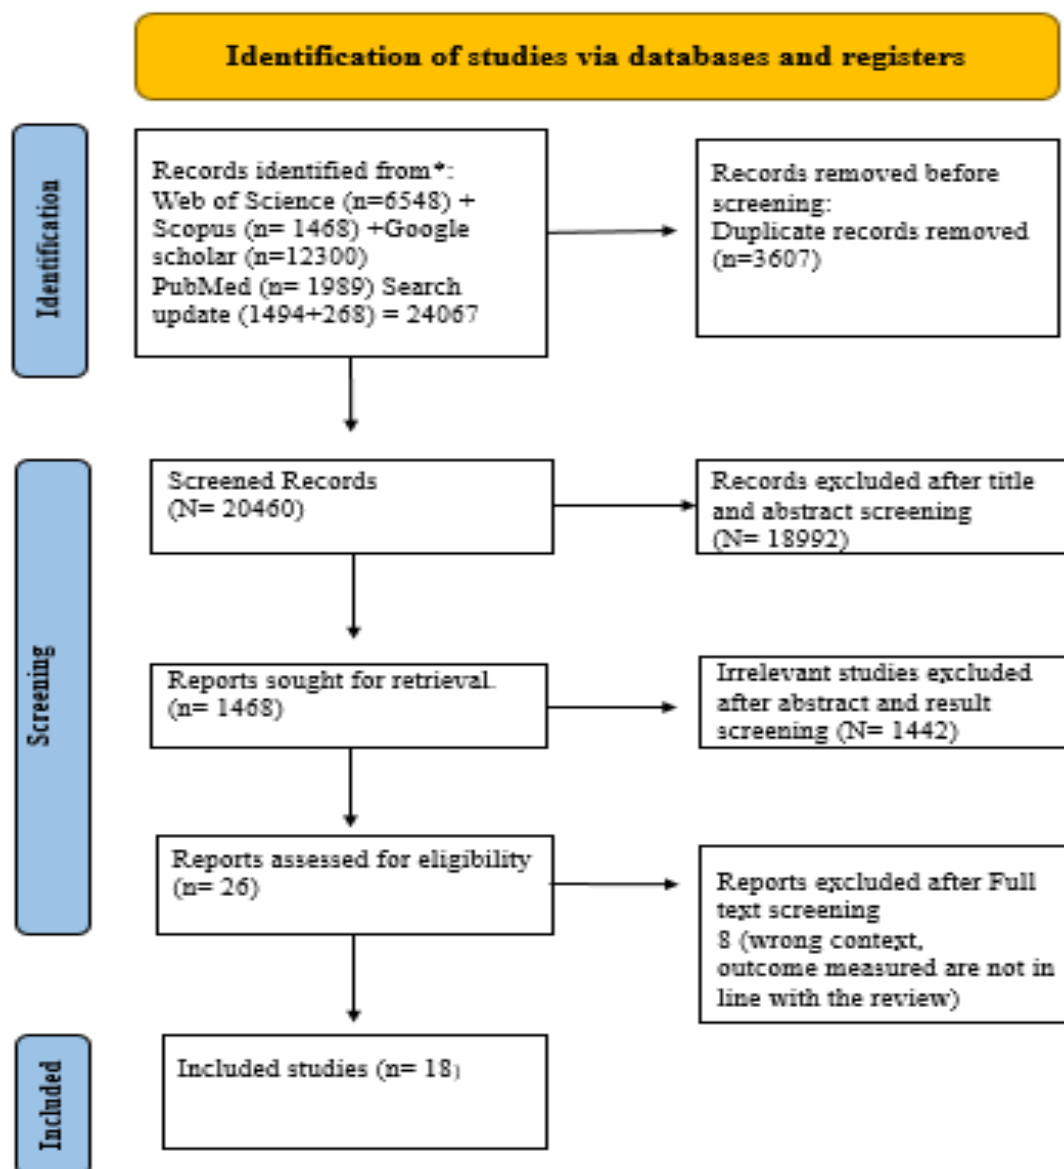 Identification of studies via databases and registers
Identification
Records identified from*:
Web of Science (n=6548) +
Scopus (n= 1468) +Google
scholar (n=12300)
PubMed (n= 1989) Search
update (1494+268) = 24067
Records removed before
screening:
Duplicate records removed
(n=3607)
Screening
Screened Records
(N= 20460)
Records excluded after title
and abstract screening
(N= 18992)
Reports sought for retrieval.
(n= 1468)
Irrelevant studies excluded
after abstract and result
screening (N= 1442)
Reports assessed for eligibility
(n= 26)
Reports excluded after Full
text screening
8 (wrong context,
outcome measured are not in
line with the review)
Included
Included studies (n= 18)